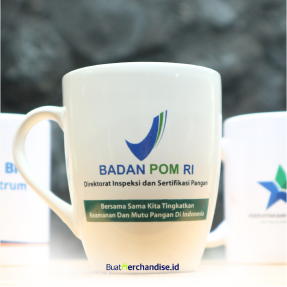 BADAN POM RI
Direktorat Inspeksi dan Sertifikasi Pangan
Bersama Sama Kita Tingkatkan
Keamanan Dan Mutu Pangan Di Indonesia
trum
BuatMerchandise.id